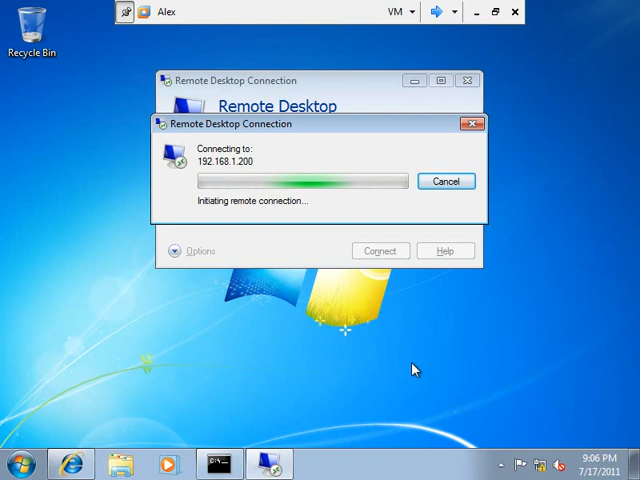 Alex
VM
Recycle Bin
Remote Desktop Connection
Remote Desktop
Remote Desktop Connection
Connecting to:
192.168.1.200
Cancel
Initiating remote connection...
Options
Connect
Help
C:\.
9:06 PM
7/17/2011